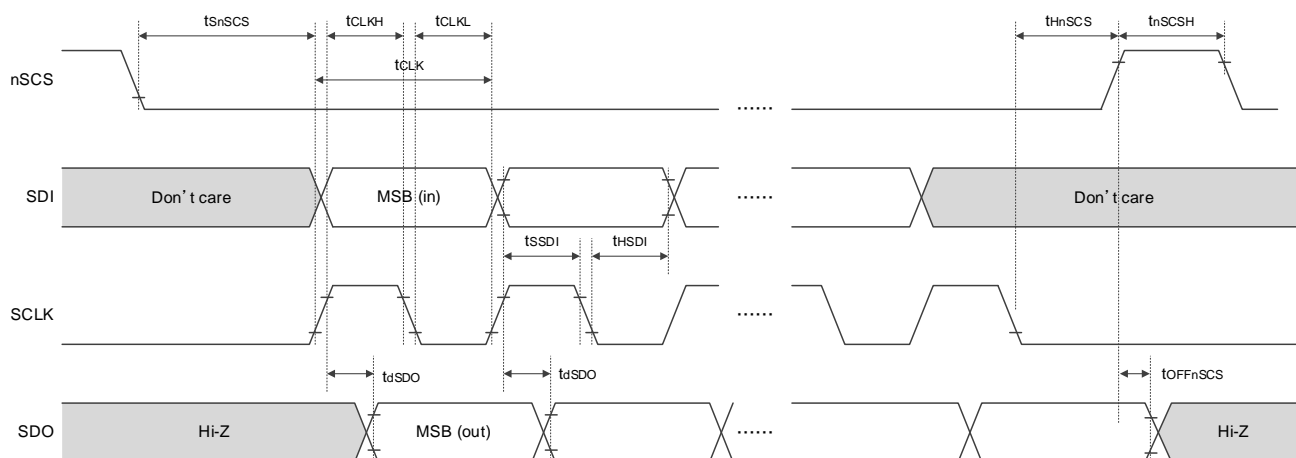 tSnSCS tCLKH tCLKL tHnSCS tnSCSH
tCLK
nSCS
......
SDI Don't care MSB (in) ...... Don't care
tSSDI tHSDI
SCLK ......
tdSDO tdSDO tOFFnSCS
SDO Hi-Z MSB (out) ...... Hi-Z